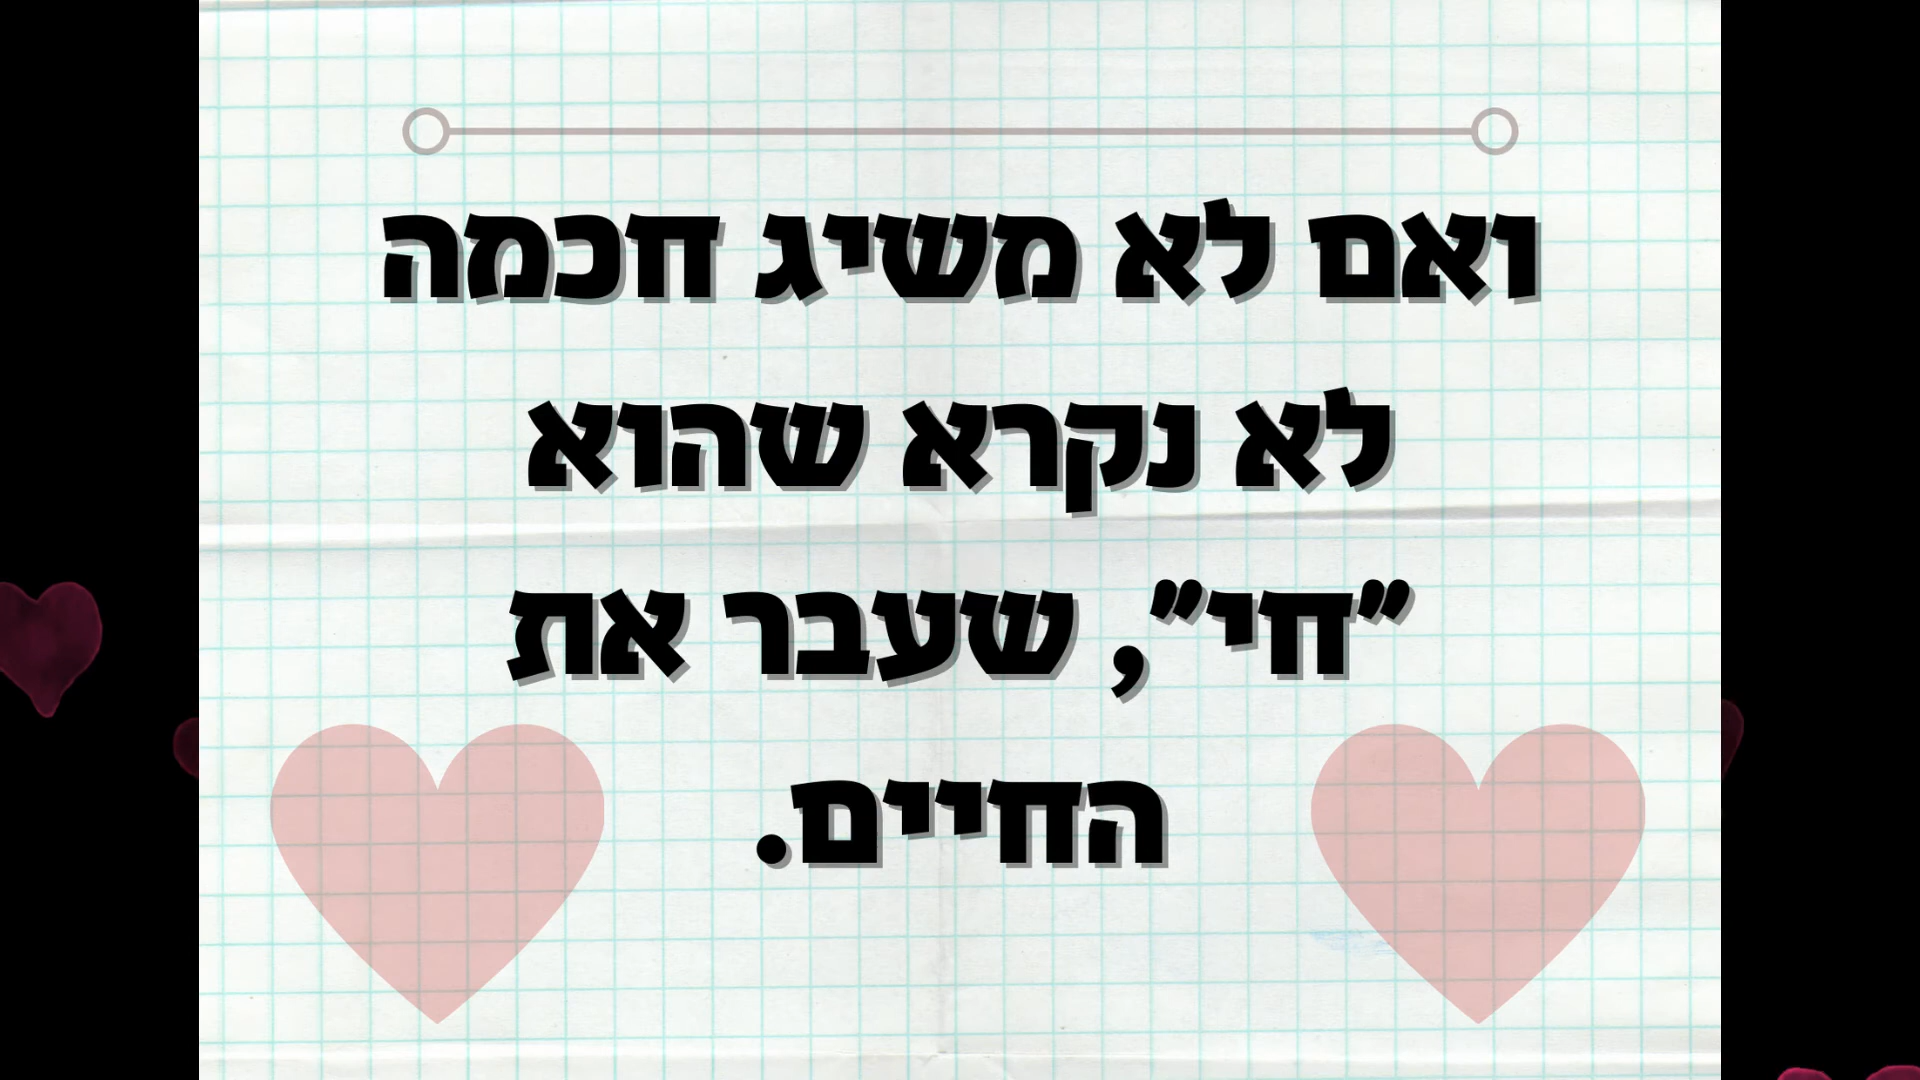 ואם לא משיג חכמה
לא נקרא שהוא
"חי", שעבר את
החיים.